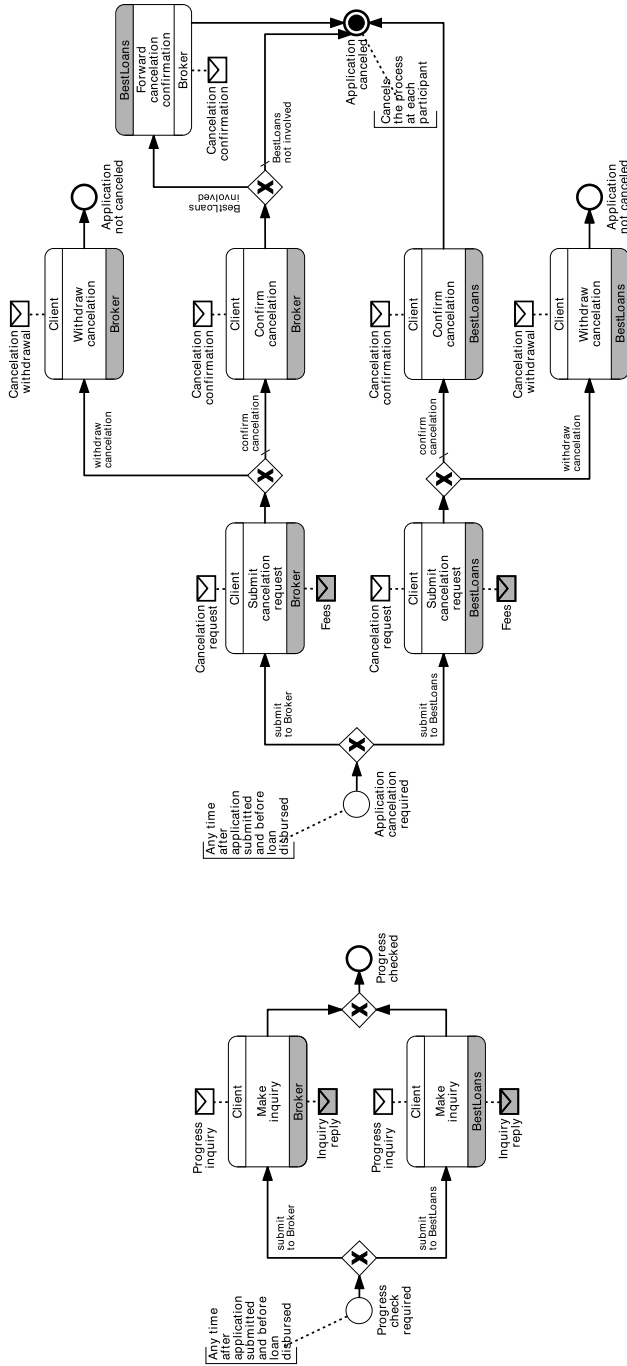 Any time
after
application
submitted
and before
loan
disbursed
Progress
check
required
submit
to Broker
Progress
inquiry
Client
Make
inquiry
Broker
Inquiry
reply
submit
to BestLoans
Progress
inquiry
Client
Make
inquiry
BestLoans
Inquiry
reply
Progress
checked
Any time
after
application
submitted
and before
loan
disbursed
Application
cancelation
required
submit
to Broker
Cancelation
request
Client
Submit
cancelation
request
Broker
Fees
withdraw
cancelation
Cancelation
withdrawal
Client
Withdraw
cancelation
Broker
Application
not canceled
confirm
cancelation
Cancelation
confirmation
Client
Confirm
cancelation
Broker
BestLoans
involved
BestLoans
not involved
BestLoans
Forward
cancelation
confirmation
Broker
Cancelation
confirmation
Application
canceled
Cancels
the process
at each
participant
submit
to BestLoans
Cancelation
request
Client
Submit
cancelation
request
BestLoans
Fees
confirm
cancelation
Cancelation
confirmation
Client
Confirm
cancelation
BestLoans
withdraw
cancelation
Cancelation
withdrawal
Client
Withdraw
cancelation
BestLoans
Application
not canceled